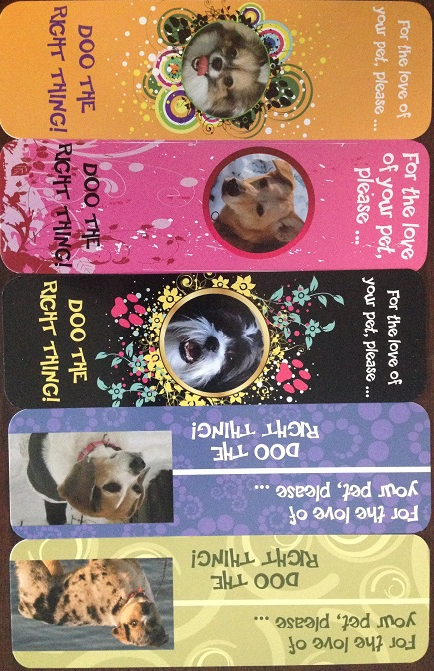 For the love of
your pet, please ...
DOO THE
RIGHT THING!
For the love
of your pet,
please ...
DOO THE
RIGHT THING!
For the love of
your pet, please ...
DOO THE
RIGHT THING!
For the love of
your pet, please ...
DOO THE
RIGHT THING!
For the love of
your pet, please ...
DOO THE
RIGHT THING!